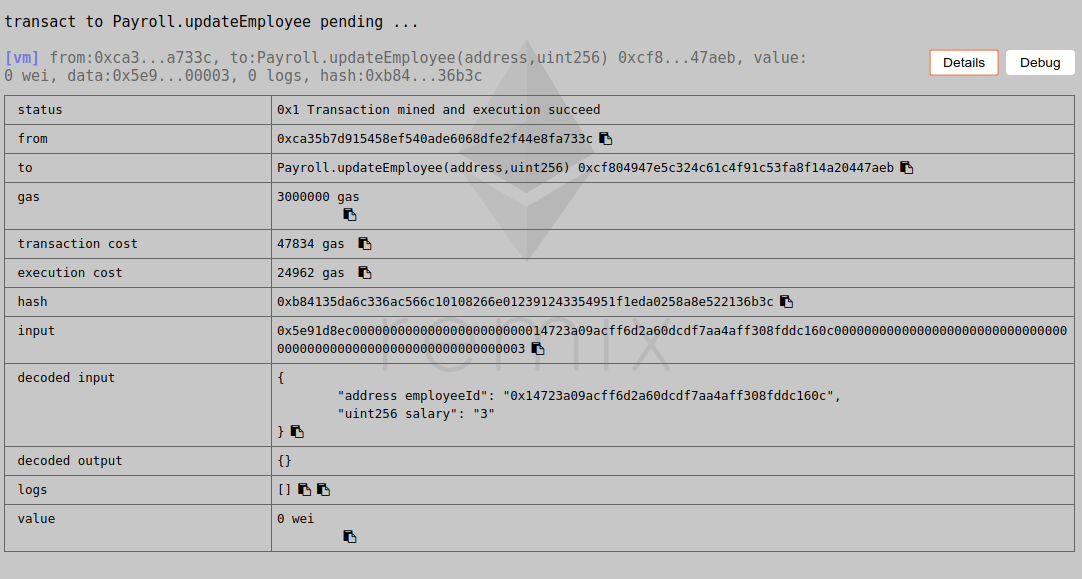 transact to Payroll.updateEmployee pending ...
[vm] from:0xca3...a733c, to:Payroll.updateEmployee(address,uint256) 0xcf8...47aeb, value:
0 wei, data:0x5e9...00003, 0 logs, hash:0xb84...36b3c
Details Debug
status 0x1 Transaction mined and execution succeed
from 0xca35b7d915458ef540ade6068dfe2f44e8fa733c
to Payroll.updateEmployee(address,uint256) 0xcf804947e5c324c61c4f91c53fa8f14a20447aeb
gas 3000000 gas
transaction cost 47834 gas
execution cost 24962 gas
hash 0xb84135da6c336ac566c10108266e012391243354951f1eda0258a8e522136b3c
input 0x5e91d8ec00000000000000000000000014723a09acff6d2a60dcdf7aa4aff308fddc160c0000000000000000000000000000000
000000000000000000000000000000003
decoded input {
"address employeeId": "0x14723a09acff6d2a60dcdf7aa4aff308fddc160c",
"uint256 salary": "3"
}
decoded output {}
logs []
value 0 wei
remix